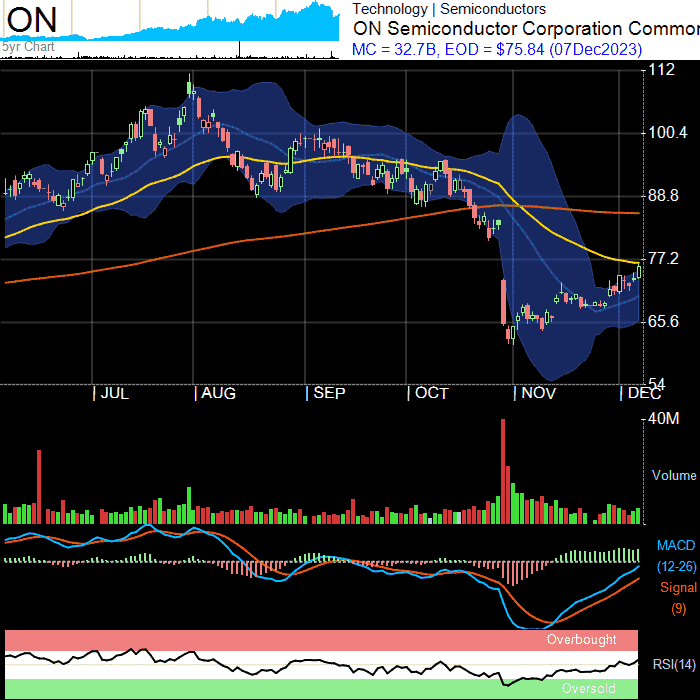 ON
5yr Chart
Technology | Semiconductors
ON Semiconductor Corporation Common
MC = 32.7B, EOD = $75.84 (07Dec2023)
112
100.4
88.8
77.2
65.6
54
| JUL
| AUG
| SEP
| OCT
| NOV
| DEC
40M
Volume
MACD
(12-26)
Signal
(9)
Overbought
RSI(14)
Oversold